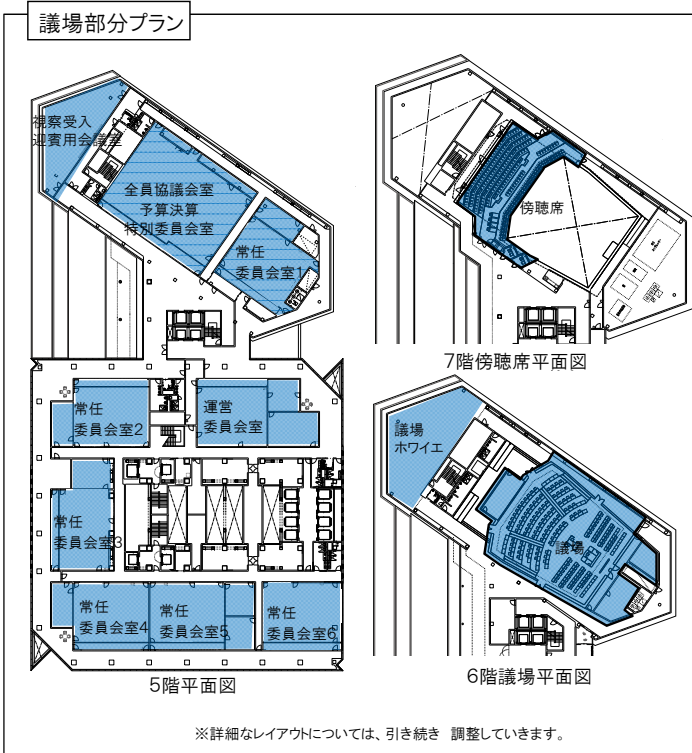 議場部分プラン
視察受入
迎賓用会議室
全員協議会室
予算決算
特別委員会室
常任
委員会室1
常任
委員会室2
運営
委員会室
常任
委員会室3
常任
委員会室4
常任
委員会室5
常任
委員会室6
5階平面図
傍聴席
7階傍聴席平面図
議場
ホワイエ
議場
6階議場平面図
※詳細なレイアウトについては、引き続き 調整していきます。